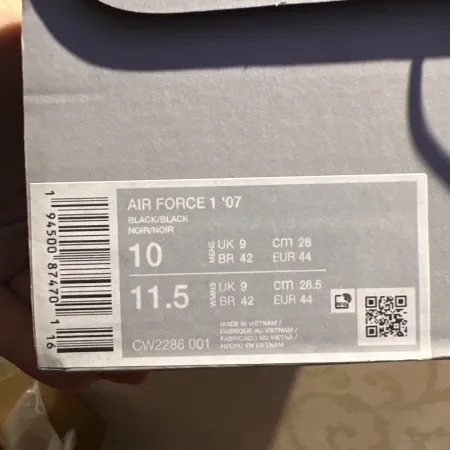 AIR FORCE 1 '07
BLACK/BLACK
NOIR/NOIR
10 MENS UK 9 CM 28
BR 42 EUR 44
11.5 WMNS UK 9 CM 28.5
BR 42 EUR 44
MADE IN VIETNAM /
FABRIQUE AU VIETNAM /
FABRICADO NO VIETNÃ /
HECHO EN VIETNAM
CW2288 001
1 94500 87470 1 16